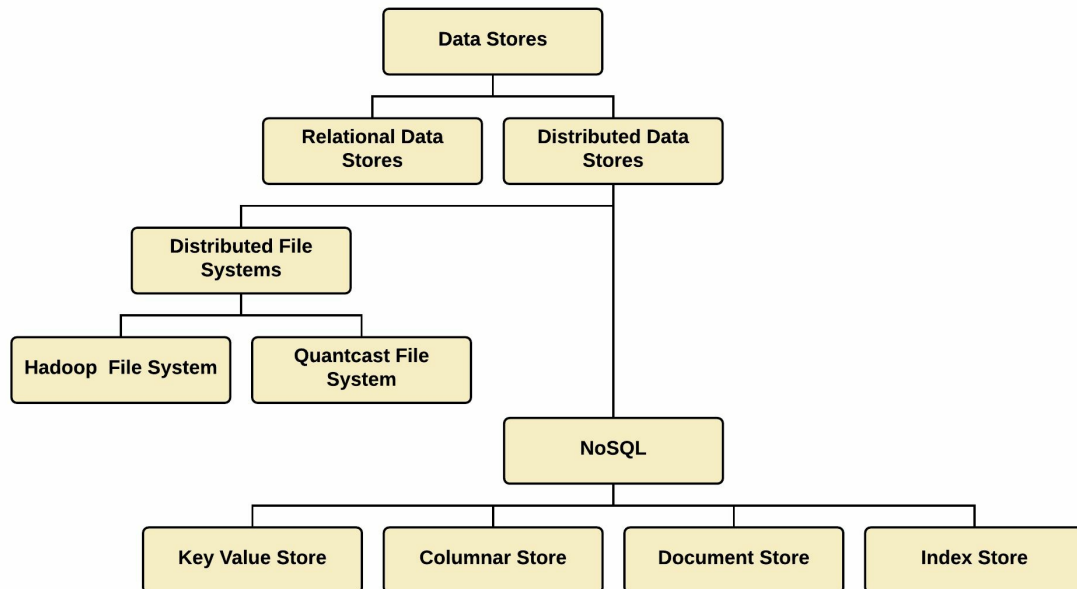 Data Stores
Relational Data
Stores
Distributed Data
Stores
Distributed File
Systems
Hadoop  File System
Quantcast File
System
NoSQL
Key Value Store
Columnar Store
Document Store
Index Store